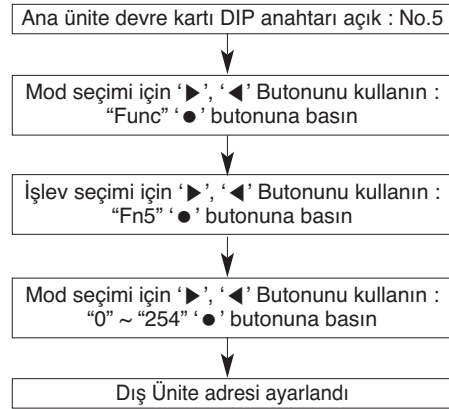 Ana ünite devre kartı DIP anahtarı açık : No.5
Mod seçimi için ‘▶’, ‘◀’ Butonunu kullanın :
“Func” ‘●’ butonuna basın
İşlev seçimi için ‘▶’, ‘◀’ Butonunu kullanın :
“Fn5” ‘●’ butonuna basın
Mod seçimi için ‘▶’, ‘◀’ Butonunu kullanın :
“0” ~ “254” ‘●’ butonuna basın
Dış Ünite adresi ayarlandı